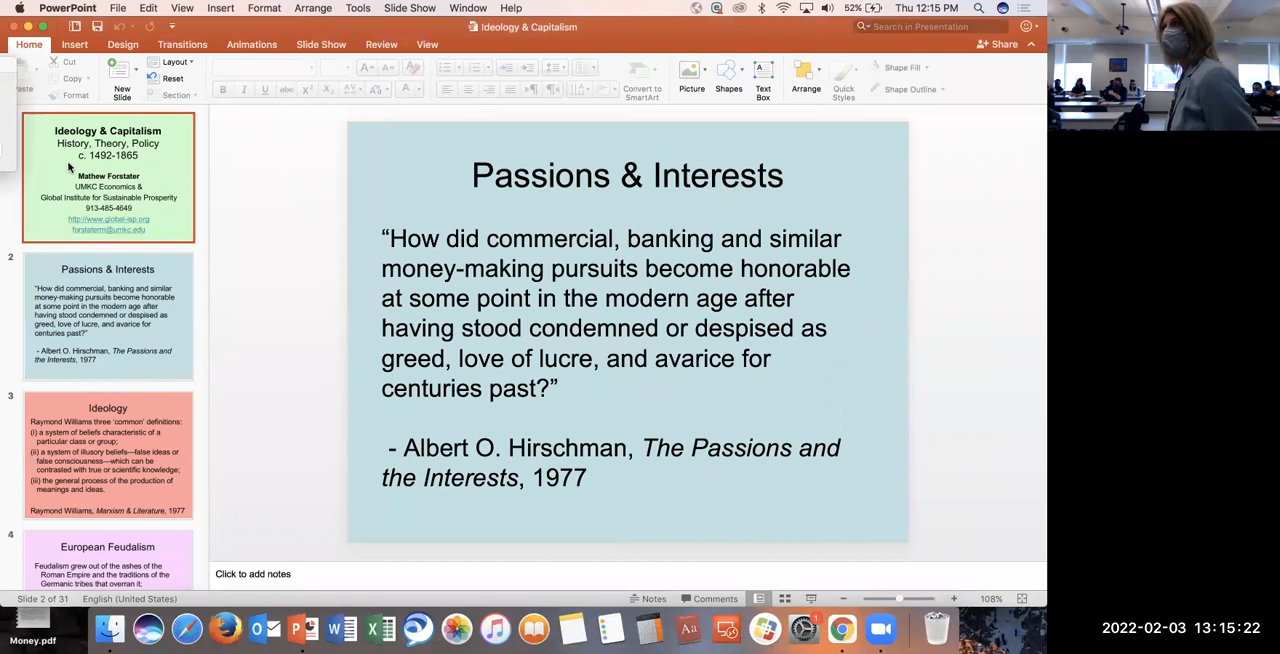 PowerPoint File Edit View Insert Format Arrange Tools Slide Show Window Help 52% Thu 12:15 PM
Ideology & Capitalism
Search in Presentation
Home Insert Design Transitions Animations Slide Show Review View
Share
Cut
Copy
Format
New
Slide
Layout
Reset
Section
Convert to
SmartArt
Picture
Shapes
Text
Box
Arrange
Quick
Styles
Shape Fill
Shape Outline
Ideology & Capitalism
History, Theory, Policy
c. 1492-1865
Mathew Forstater
UMKC Economics &
Global Institute for Sustainable Prosperity
913-485-4649
http://www.global-isp.org
forstaterm@umkc.edu
2
Passions & Interests
“How did commercial, banking and similar
money-making pursuits become honorable
at some point in the modern age after
having stood condemned or despised as
greed, love of lucre, and avarice for
centuries past?”
- Albert O. Hirschman, The Passions and
the Interests, 1977
3
Ideology
Raymond Williams three ‘common’ definitions:
(i) a system of beliefs characteristic of a
particular class or group;
(ii) a system of illusory beliefs—false ideas or
false consciousness—which can be
contrasted with true or scientific knowledge;
(iii) the general process of the production of
meanings and ideas.
Raymond Williams, Marxism & Literature, 1977
4
European Feudalism
Feudalism grew out of the ashes of the
Roman Empire and the traditions of the
Germanic tribes that overran it;
Passions & Interests
“How did commercial, banking and similar
money-making pursuits become honorable
at some point in the modern age after
having stood condemned or despised as
greed, love of lucre, and avarice for
centuries past?”
- Albert O. Hirschman, The Passions and
the Interests, 1977
Click to add notes
Slide 2 of 31 English (United States)
Notes Comments 108%
Money.pdf
2022-02-03 13:15:22